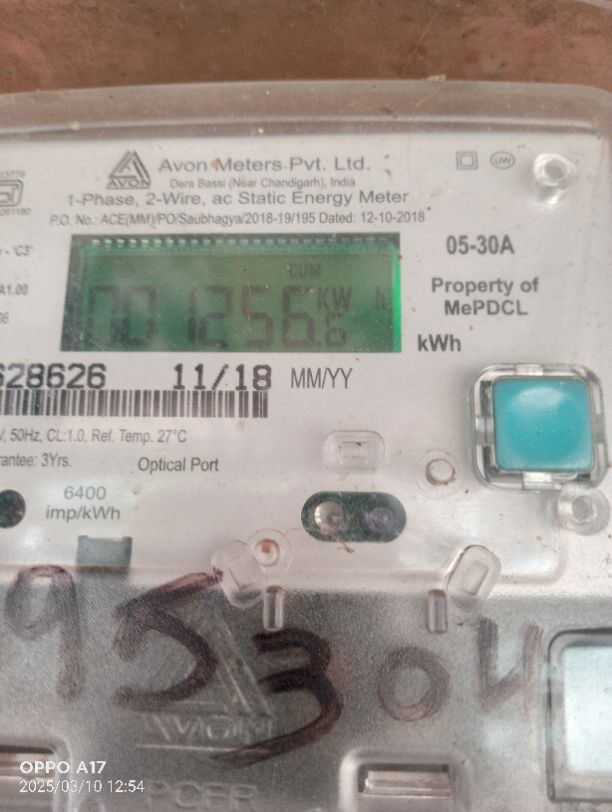 AVON
Avon Meters Pvt. Ltd.
Dera Bassi (Near Chandigarh), India
1-Phase, 2-Wire, ac Static Energy Meter
P.O. No.: ACE(MM)/PO/Saubhagya/2018-19/195 Dated: 12-10-2018
UW
05-30A
Property of
MePDCL
CUM
001256.6 KW h
kWh
628626 11/18 MM/YY
V, 50Hz, CL:1.0, Ref. Temp. 27°C
rantee: 3Yrs.
Optical Port
6400
imp/kWh
95304
AVON
OPPO A17
2025/03/10 12:54